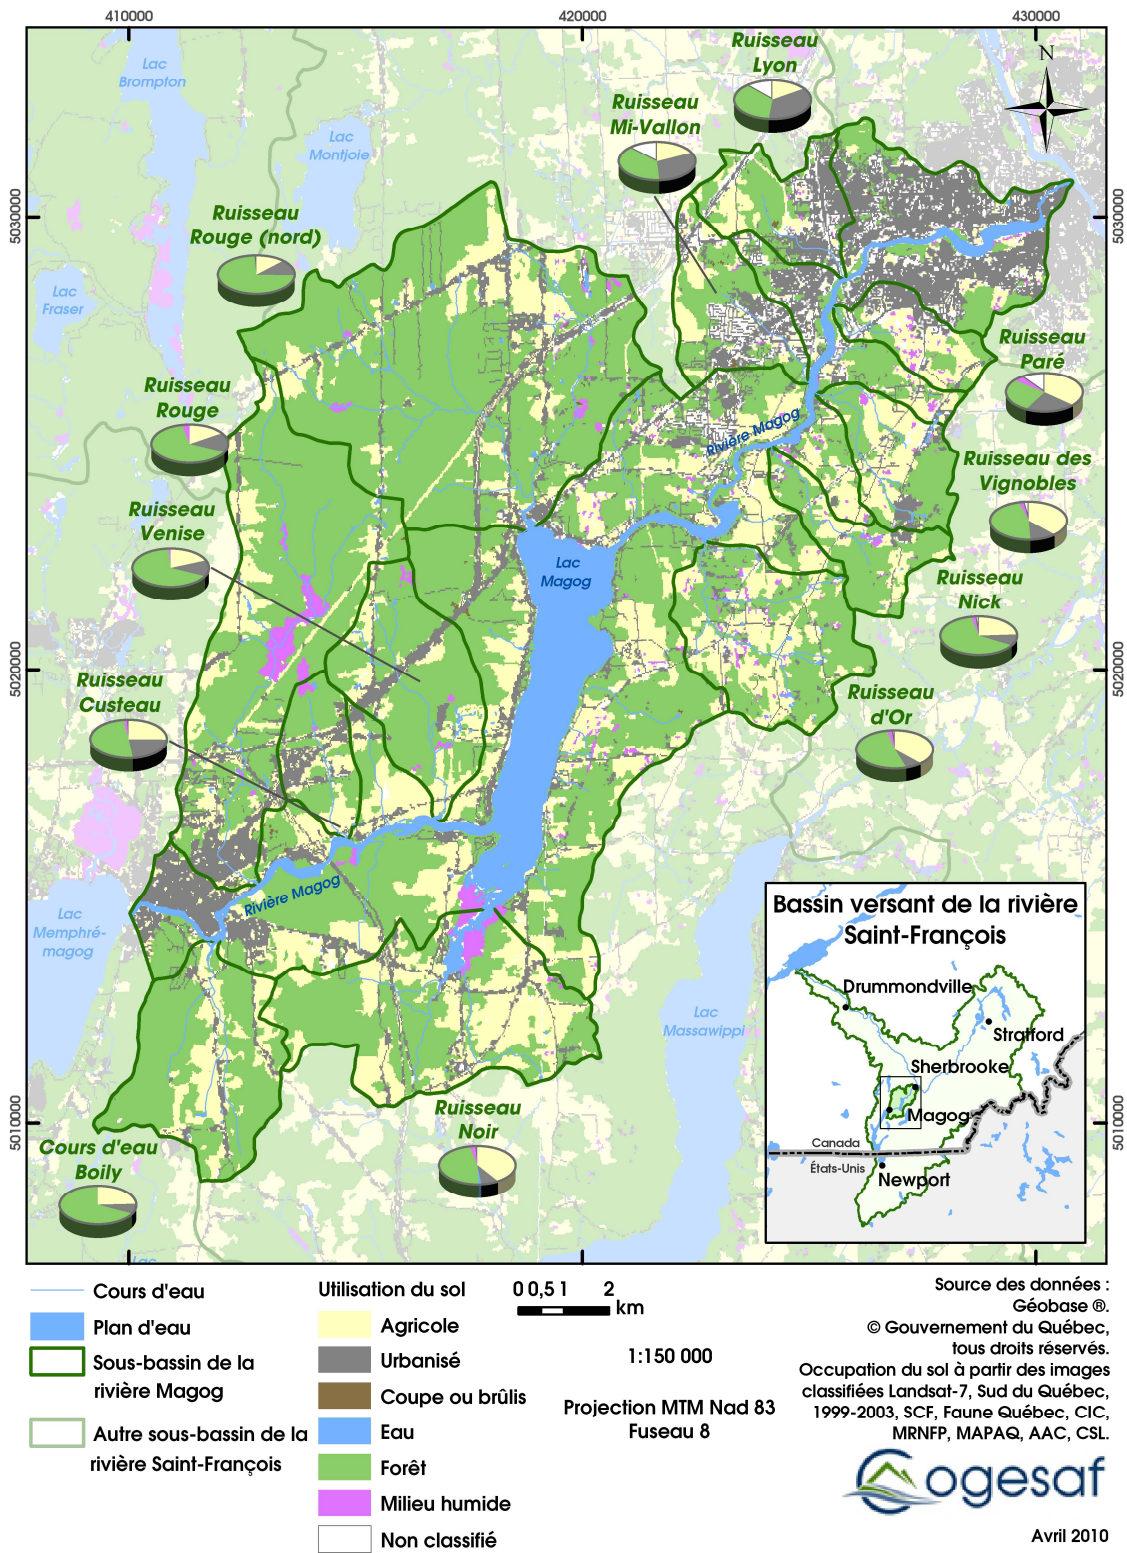 410000
420000
430000
Lac
Brompton
Lac
Montjoie
Ruisseau
Lyon
Ruisseau
Mi-Vallon
N
5030000
5030000
Ruisseau
Rouge (nord)
Lac
Fraser
Ruisseau
Paré
Ruisseau
Rouge
Rivière Magog
Ruisseau des
Vignobles
Ruisseau
Venise
Lac
Magog
Ruisseau
Nick
5020000
5020000
Ruisseau
Custeau
Ruisseau
d'Or
Rivière Magog
Lac
Memphré-
magog
Lac
Massawippi
5010000
5010000
Ruisseau
Noir
Cours d'eau
Boily
Lac
Bassin versant de la rivière
Saint-François
Drummondville
Stratford
Sherbrooke
Magog
Canada
États-Unis
Newport
Cours d'eau
Plan d'eau
Sous-bassin de la
rivière Magog
Autre sous-bassin de la
rivière Saint-François
Utilisation du sol
Agricole
Urbanisé
Coupe ou brûlis
Eau
Forêt
Milieu humide
Non classifié
0 0,5 1 2
km
1:150 000
Projection MTM Nad 83
Fuseau 8
Source des données :
Géobase ®.
© Gouvernement du Québec,
tous droits réservés.
Occupation du sol à partir des images
classifiées Landsat-7, Sud du Québec,
1999-2003, SCF, Faune Québec, CIC,
MRNFP, MAPAQ, AAC, CSL.
Cogesaf
Avril 2010